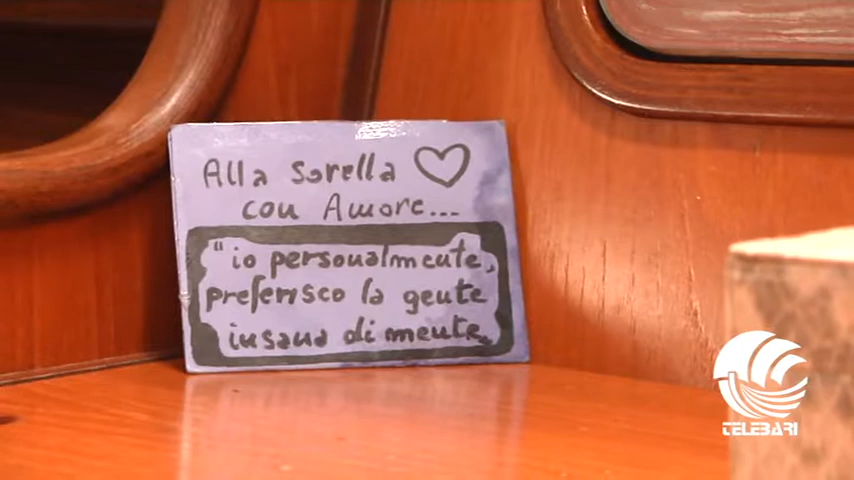 Alla Sorella ♡
con Amore...
"io personalmente,
preferisco la gente
insana di mente„
TELEBARI